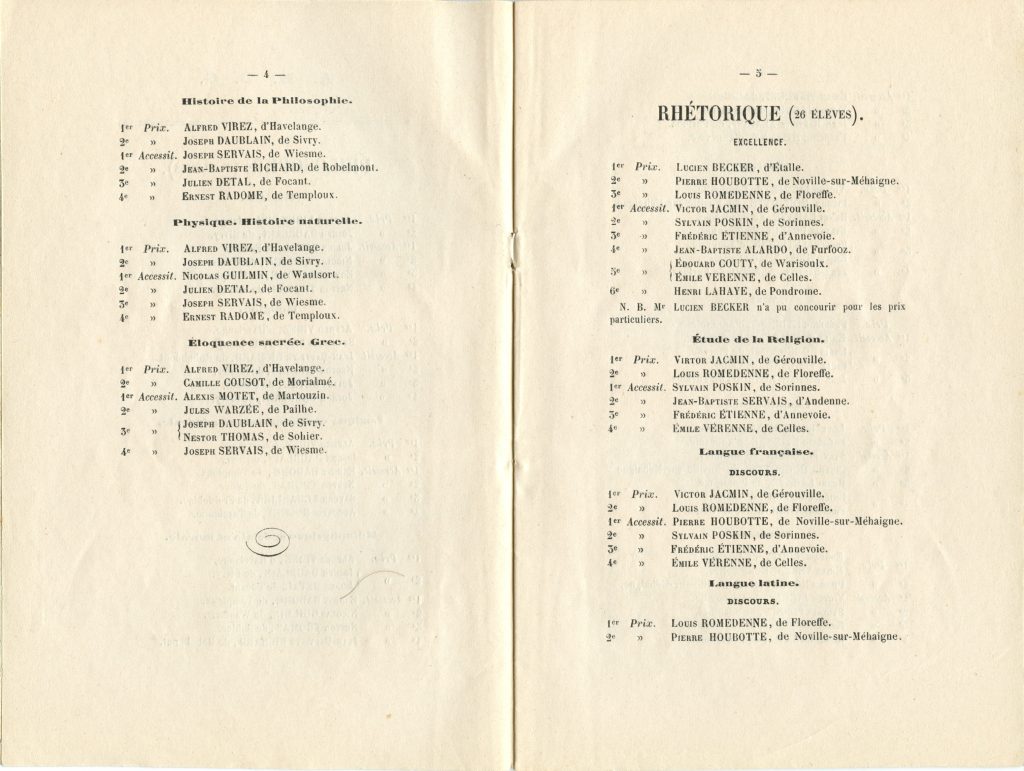 — 4 —
Histoire de la Philosophie.
1er Prix. ALFRED VIREZ, d'Havelange.
2e » JOSEPH DAUBLAIN, de Sivry.
1er Accessit. JOSEPH SERVAIS, de Wiesme.
2e » JEAN-BAPTISTE RICHARD, de Robelmont.
3e » JULIEN DETAL, de Focant.
4e » ERNEST RADOME, de Temploux.
Physique. Histoire naturelle.
1er Prix. ALFRED VIREZ, d'Havelange.
2e » JOSEPH DAUBLAIN, de Sivry.
1er Accessit. NICOLAS GUILMIN, de Waulsort.
2e » JULIEN DETAL, de Focant.
3e » JOSEPH SERVAIS, de Wiesme.
4e » ERNEST RADOME, de Temploux.
Éloquence sacrée. Grec.
1er Prix. ALFRED VIREZ, d'Havelange.
2e » CAMILLE COUSOT, de Morialmé.
1er Accessit. ALEXIS MOTET, de Martouzin.
2e » JULES WARZÉE, de Pailhe.
3e » { JOSEPH DAUBLAIN, de Sivry.
NESTOR THOMAS, de Sohier.
4e » JOSEPH SERVAIS, de Wiesme.
— 5 —
RHÉTORIQUE (26 ÉLÈVES).
EXCELLENCE.
1er Prix. LUCIEN BECKER, d'Étalle.
2e » PIERRE HOUBOTTE, de Noville-sur-Méhaigne.
3e » LOUIS ROMEDENNE, de Floreffe.
1er Accessit. VICTOR JACMIN, de Gérouville.
2e » SYLVAIN POSKIN, de Sorinnes.
3e » FRÉDÉRIC ÉTIENNE, d'Annevoie.
4e » JEAN-BAPTISTE ALARDO, de Furfooz.
5e » { ÉDOUARD COUTY, de Warisoulx.
ÉMILE VERENNE, de Celles.
6e » HENRI LAHAYE, de Pondrome.
N. B. Mr LUCIEN BECKER n'a pu concourir pour les prix
particuliers.
Étude de la Religion.
1er Prix. VIRTOR JACMIN, de Gérouville.
2e » LOUIS ROMEDENNE, de Floreffe.
1er Accessit. SYLVAIN POSKIN, de Sorinnes.
2e » JEAN-BAPTISTE SERVAIS, d'Andenne.
3e » FRÉDÉRIC ÉTIENNE, d'Annevoie.
4e » ÉMILE VÉRENNE, de Celles.
Langue française.
DISCOURS.
1er Prix. VICTOR JACMIN, de Gérouville.
2e » LOUIS ROMEDENNE, de Floreffe.
1er Accessit. PIERRE HOUBOTTE, de Noville-sur-Méhaigne.
2e » SYLVAIN POSKIN, de Sorinnes.
3e » FRÉDÉRIC ÉTIENNE, d'Annevoie.
4e » ÉMILE VÉRENNE, de Celles.
Langue latine.
DISCOURS.
1er Prix. LOUIS ROMEDENNE, de Floreffe.
2e » PIERRE HOUBOTTE, de Noville-sur-Méhaigne.